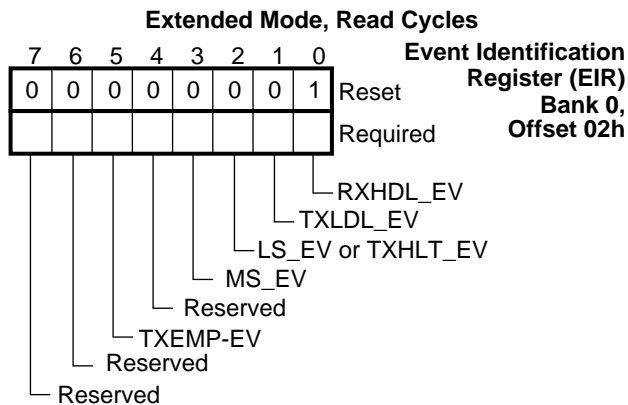 Extended Mode, Read Cycles
7 6 5 4 3 2 1 0
Event Identification
Register (EIR)
Bank 0,
Offset 02h
0 0 0 0 0 0 0 1 Reset
Required
RXHDL_EV
TXLDL_EV
LS_EV or TXHLT_EV
MS_EV
Reserved
TXEMP-EV
Reserved
Reserved